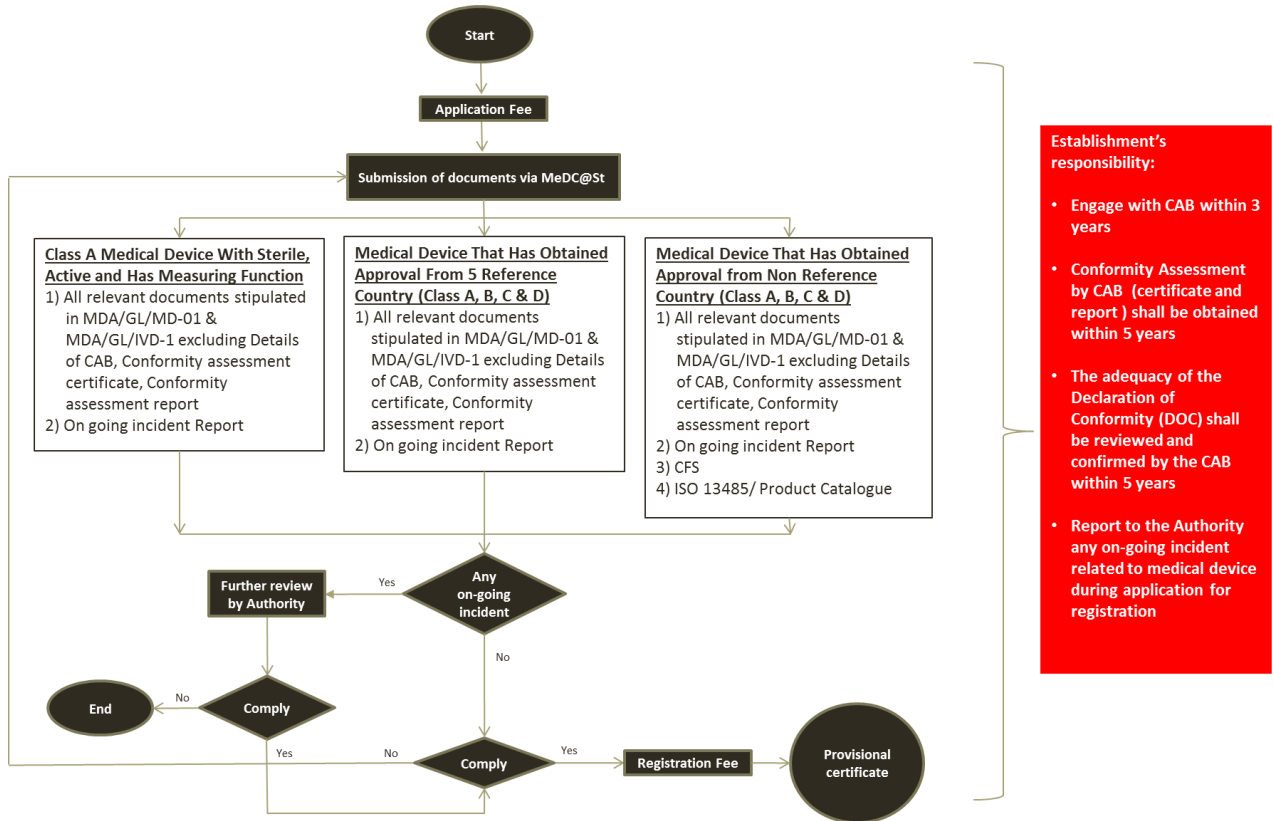 Start
Application Fee
Submission of documents via MeDC@St
Class A Medical Device With Sterile,
Active and Has Measuring Function
1) All relevant documents stipulated
in MDA/GL/MD-01 &
MDA/GL/IVD-1 excluding Details
of CAB, Conformity assessment
certificate, Conformity
assessment report
2) On going incident Report
Medical Device That Has Obtained
Approval From 5 Reference
Country (Class A, B, C & D)
1) All relevant documents
stipulated in MDA/GL/MD-01 &
MDA/GL/IVD-1 excluding Details
of CAB, Conformity assessment
certificate, Conformity
assessment report
2) On going incident Report
Medical Device That Has Obtained
Approval from Non Reference
Country (Class A, B, C & D)
1) All relevant documents
stipulated in MDA/GL/MD-01 &
MDA/GL/IVD-1 excluding Details
of CAB, Conformity assessment
certificate, Conformity
assessment report
2) On going incident Report
3) CFS
4) ISO 13485/ Product Catalogue
Any
on-going
incident
Yes
Further review
by Authority
No
Comply
No
End
Yes
No
Comply
Yes
Registration Fee
Provisional
certificate
Establishment's
responsibility:
• Engage with CAB within 3
years
• Conformity Assessment
by CAB (certificate and
report ) shall be obtained
within 5 years
• The adequacy of the
Declaration of
Conformity (DOC) shall
be reviewed and
confirmed by the CAB
within 5 years
• Report to the Authority
any on-going incident
related to medical device
during application for
registration